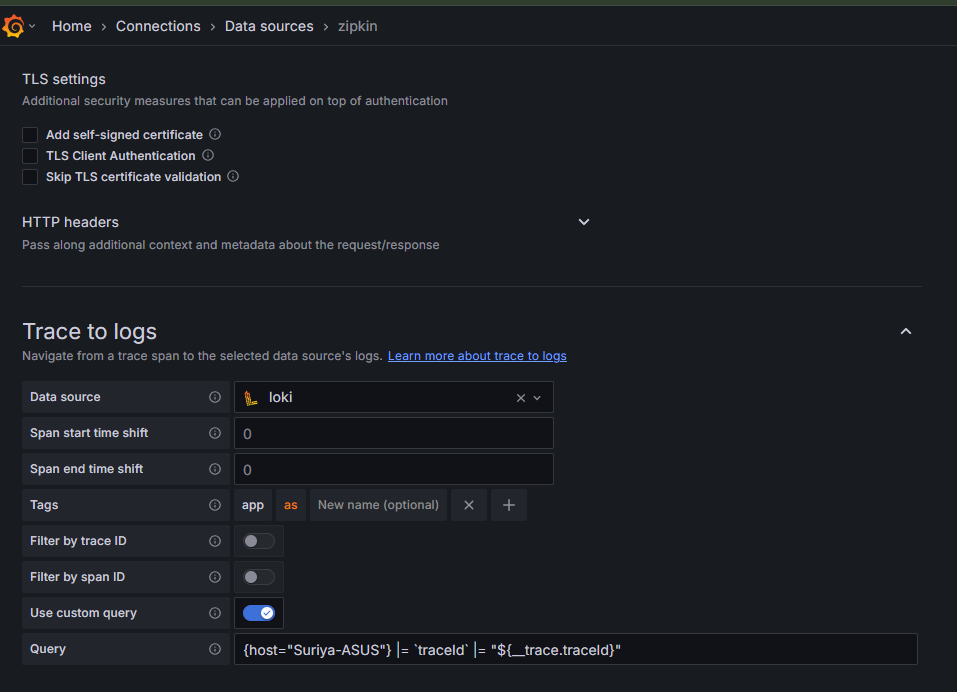 Home › Connections › Data sources › zipkin
TLS settings
Additional security measures that can be applied on top of authentication
Add self-signed certificate
TLS Client Authentication
Skip TLS certificate validation
HTTP headers
Pass along additional context and metadata about the request/response
Trace to logs
Navigate from a trace span to the selected data source's logs. Learn more about trace to logs
Data source loki
Span start time shift 0
Span end time shift 0
Tags app as New name (optional)
Filter by trace ID
Filter by span ID
Use custom query
Query {host="Suriya-ASUS"} |= `traceId` |= "${__trace.traceId}"